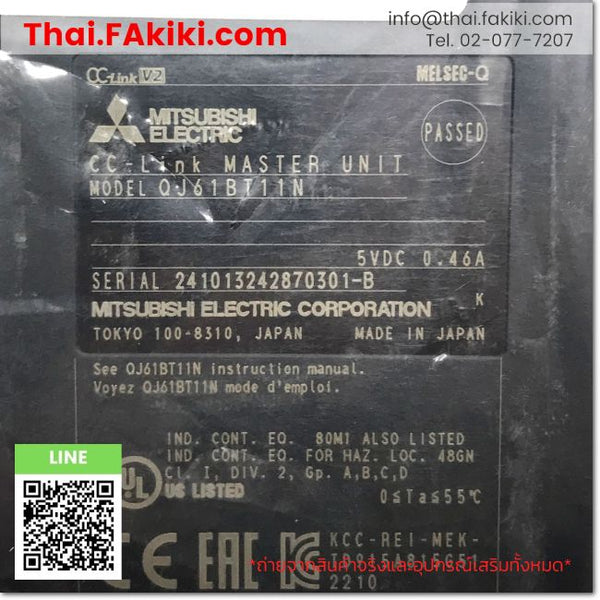 Thai.FAkiki.com
info@thai.fakiki.com
Tel. 02-077-7207
CC-Link V2
MELSEC-Q
MITSUBISHI
ELECTRIC
PASSED
CC-Link MASTER UNIT
MODEL QJ61BT11N
5VDC 0.46A
SERIAL 241013242870301-B
K
MITSUBISHI ELECTRIC CORPORATION
TOKYO 100-8310, JAPAN MADE IN JAPAN
See QJ61BT11N instruction manual.
Voyez QJ61BT11N mode d'emploi.
LINE
IND. CONT. EQ. 80M1 ALSO LISTED
IND. CONT. EQ. FOR HAZ. LOC. 48GN
CL. I, DIV. 2, Gp. A,B,C,D
UL
US LISTED
0≤Ta≤55℃
CE EAC
KCC-REI-MEK-
*ถ่ายจากสินค้าจริงและอุปกรณ์เสริมทั้งหมด*
2210